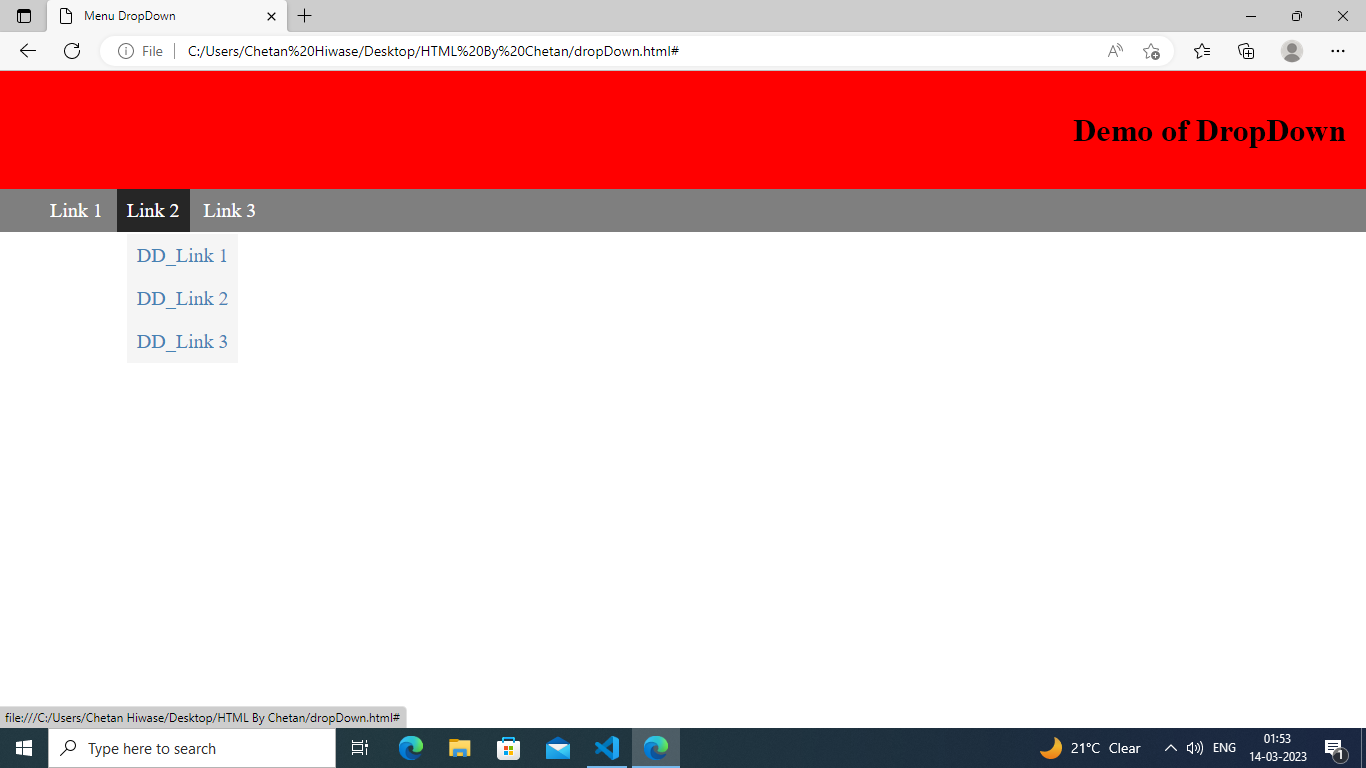 Menu DropDown
File
C:/Users/Chetan%20Hiwase/Desktop/HTML%20By%20Chetan/dropDown.html#
Demo of DropDown
Link 1 Link 2 Link 3
DD_Link 1
DD_Link 2
DD_Link 3
file:///C:/Users/Chetan Hiwase/Desktop/HTML By Chetan/dropDown.html#
Type here to search
21°C Clear
ENG
01:53
14-03-2023
1